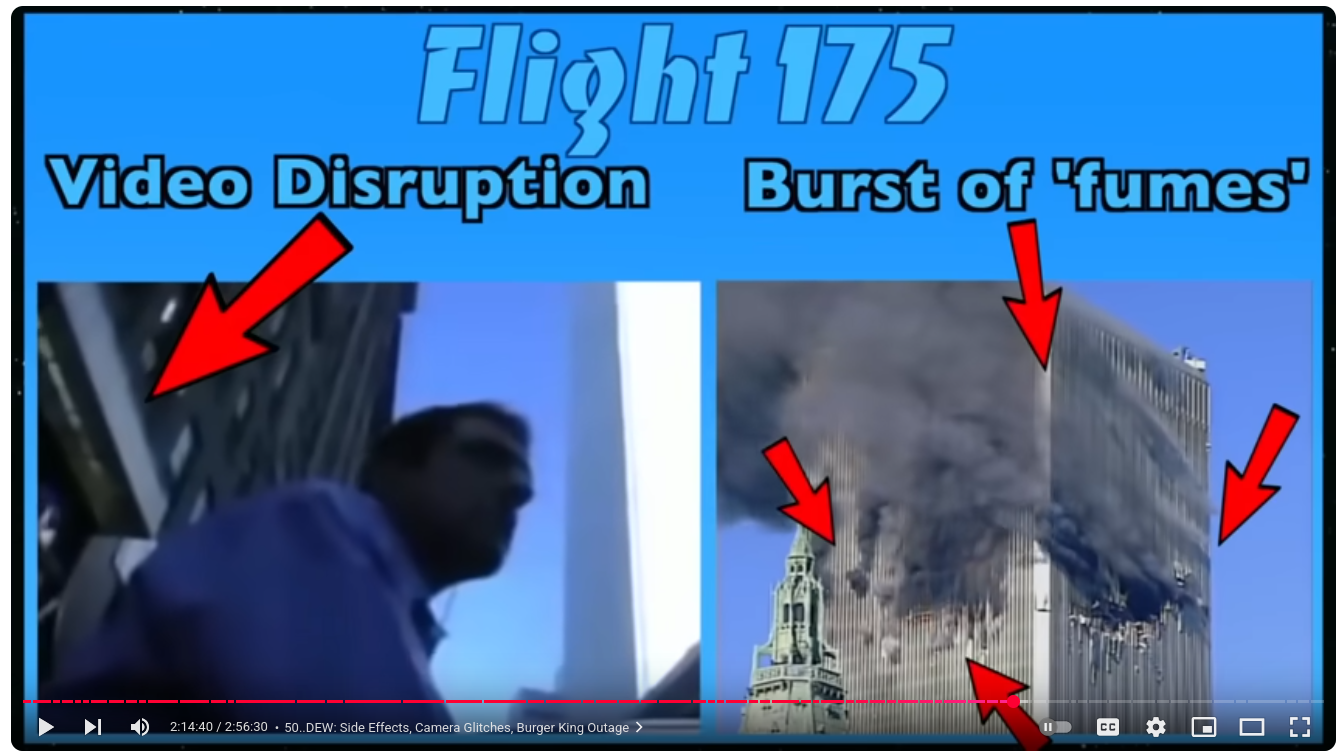 Flight 175
Video Disruption
Burst of 'fumes'
2:14:40 / 2:56:30 • 50..DEW: Side Effects, Camera Glitches, Burger King Outage
CC